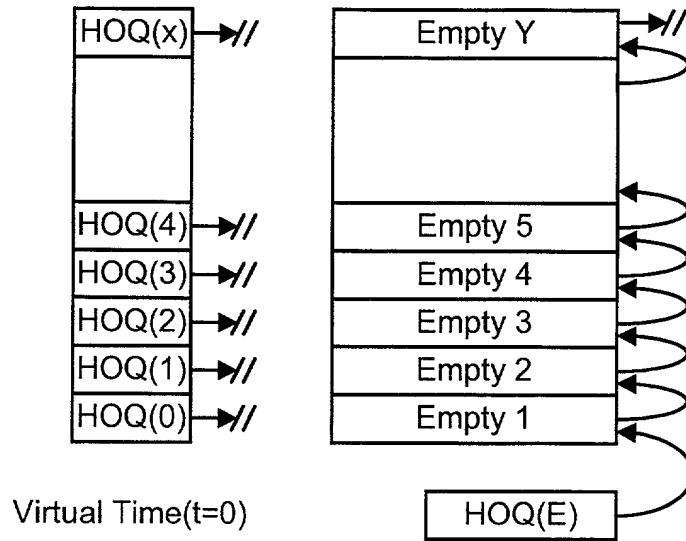 HOQ(x)
HOQ(4)
HOQ(3)
HOQ(2)
HOQ(1)
HOQ(0)
Virtual Time(t=0)
Empty Y
Empty 5
Empty 4
Empty 3
Empty 2
Empty 1
HOQ(E)